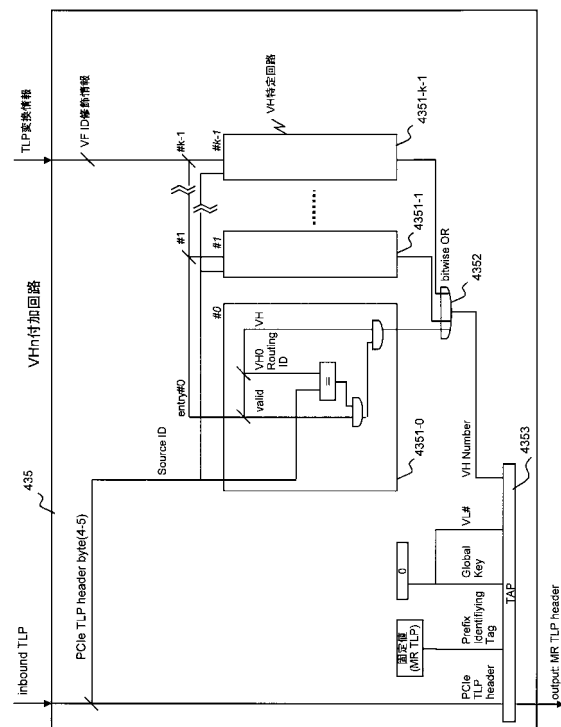 TLP変換情報
VF ID修飾情報
VH特定回路
#k-1
#k-1
4351-k-1
VHn付加回路
#1
#1
4351-1
bitwise OR
4352
#0
entry#0
VH
VH0
Routing
ID
valid
=
4351-0
Source ID
VH Number
4353
435
PCIe TLP header byte(4-5)
0
VL#
Global
Key
TAP
固定値
(MR TLP)
Prefix
Identifiying
Tag
PCIe
TLP
header
inbound TLP
output: MR TLP header